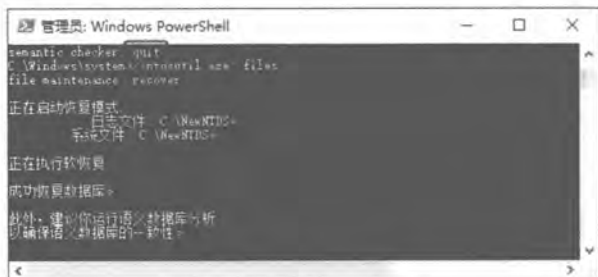 管理员: Windows PowerShell
semantic checker: quit
C:\Windows\system32\ntdsutil.exe: files
file maintenance: recover
正在启动恢复模式
日志文件: C:\NewNTDS
系统文件: C:\NewNTDS
正在执行软恢复
成功恢复数据库。
此外，建议你运行语义数据库分析
以确保语义数据库的一致性。